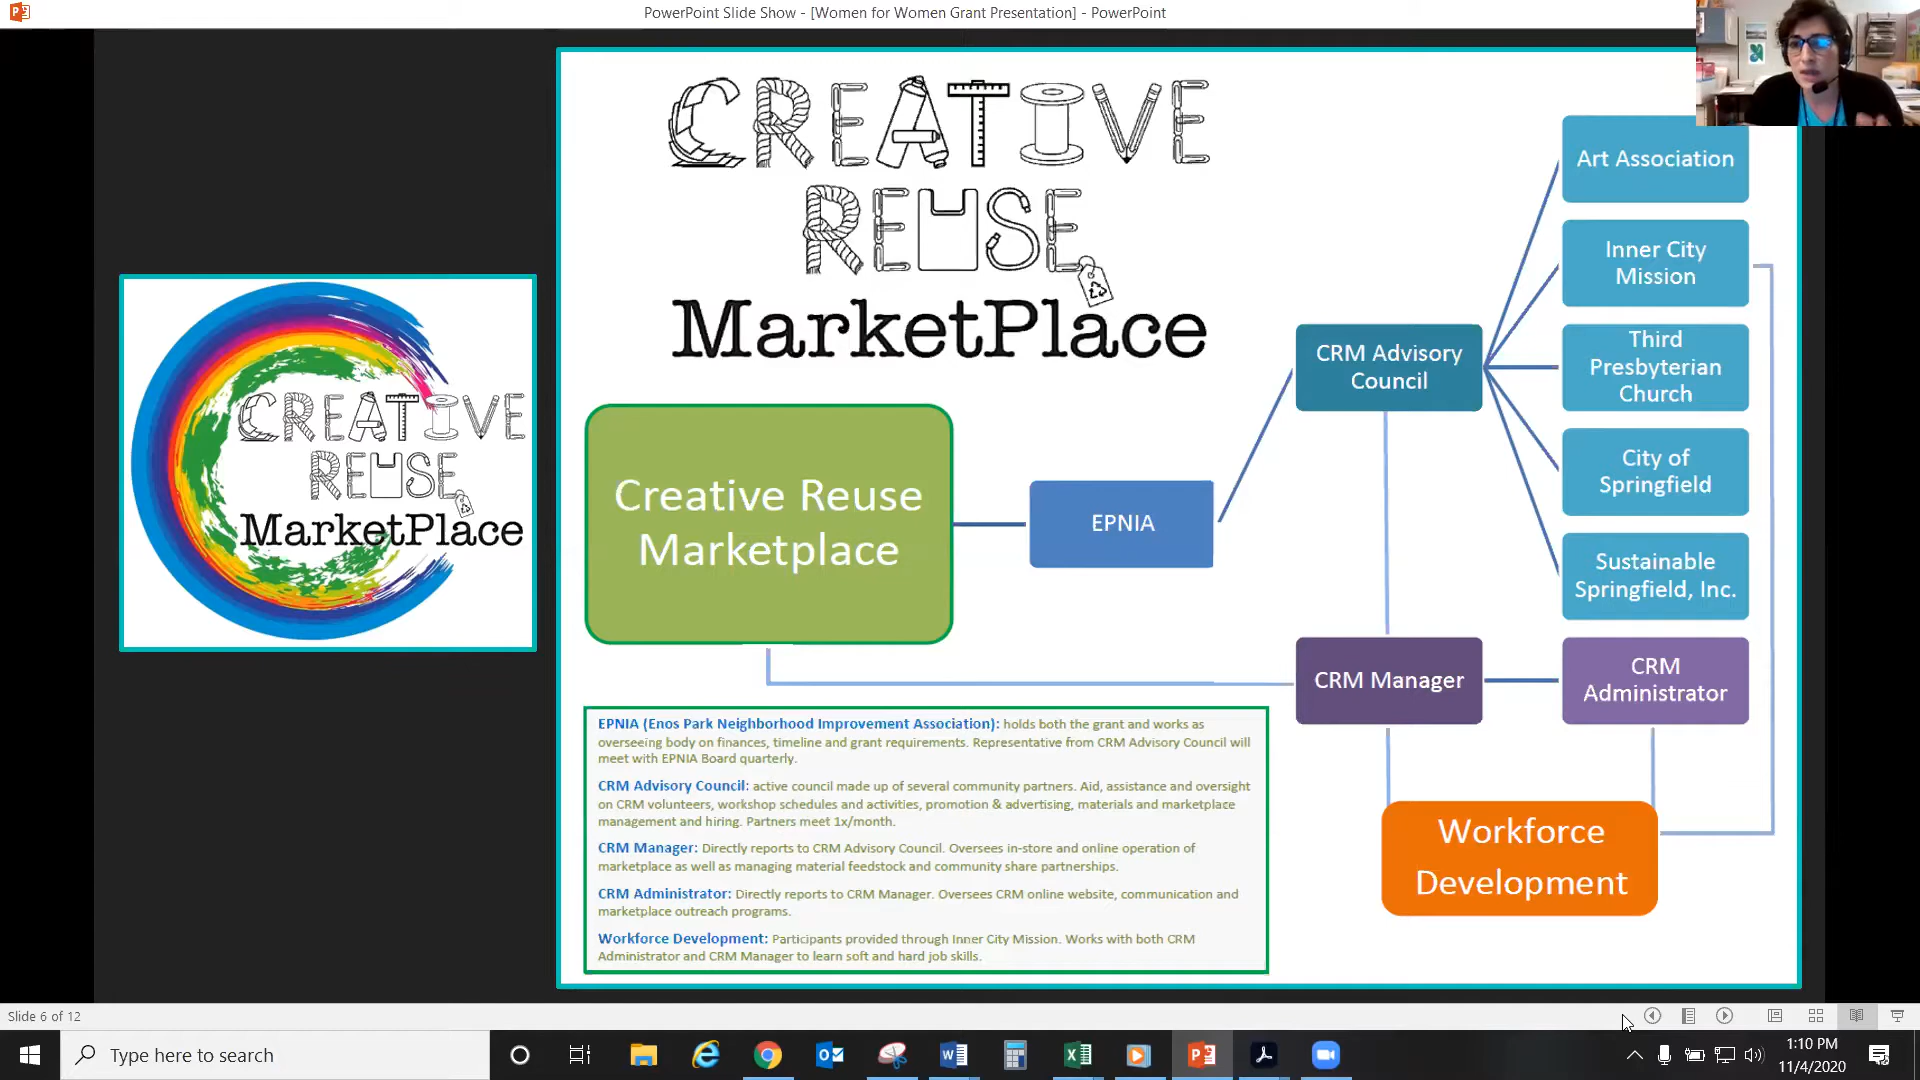 PowerPoint Slide Show - [Women for Women Grant Presentation] - PowerPoint
CREATIVE
REUSE
MarketPlace
CREATIVE
REUSE
MarketPlace
Creative Reuse
Marketplace
EPNIA
CRM Advisory
Council
Art Association
Inner City
Mission
Third
Presbyterian
Church
City of
Springfield
Sustainable
Springfield, Inc.
CRM Manager
CRM
Administrator
Workforce
Development
EPNIA (Enos Park Neighborhood Improvement Association): holds both the grant and works as
overseeing body on finances, timeline and grant requirements. Representative from CRM Advisory Council will
meet with EPNIA Board quarterly.
CRM Advisory Council: active council made up of several community partners. Aid, assistance and oversight
on CRM volunteers, workshop schedules and activities, promotion & advertising, materials and marketplace
management and hiring. Partners meet 1x/month.
CRM Manager: Directly reports to CRM Advisory Council. Oversees in-store and online operation of
marketplace as well as managing material feedstock and community share partnerships.
CRM Administrator: Directly reports to CRM Manager. Oversees CRM online website, communication and
marketplace outreach programs.
Workforce Development: Participants provided through Inner City Mission. Works with both CRM
Administrator and CRM Manager to learn soft and hard job skills.
Slide 6 of 12
Type here to search
1:10 PM
11/4/2020